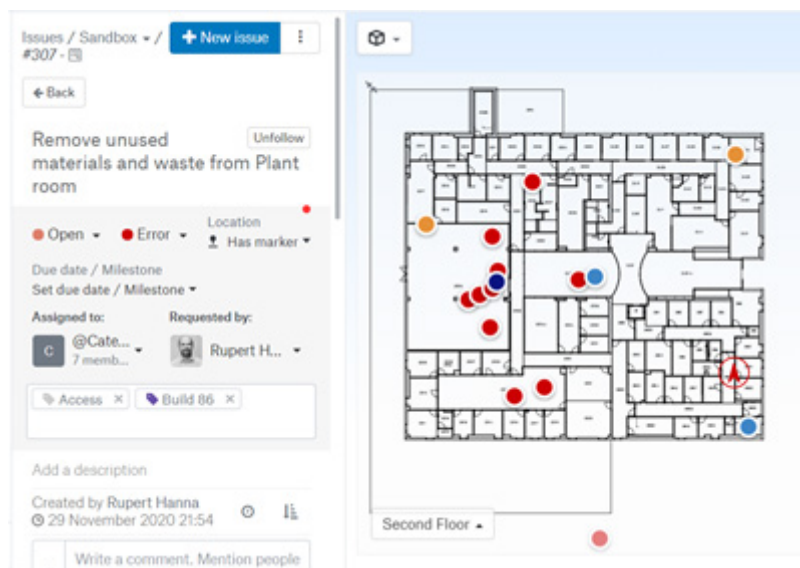 Issues / Sandbox /
+ New issue
#307 -
Back
Remove unused
materials and waste from Plant
room
Unfollow
Location
Open
Error
Has marker
Due date / Milestone
Set due date / Milestone
Assigned to:
Requested by:
C
@Cate...
7 memb...
Rupert H...
Access ×
Build 86 ×
Add a description
Created by Rupert Hanna
29 November 2020 21:54
Write a comment. Mention people
Second Floor